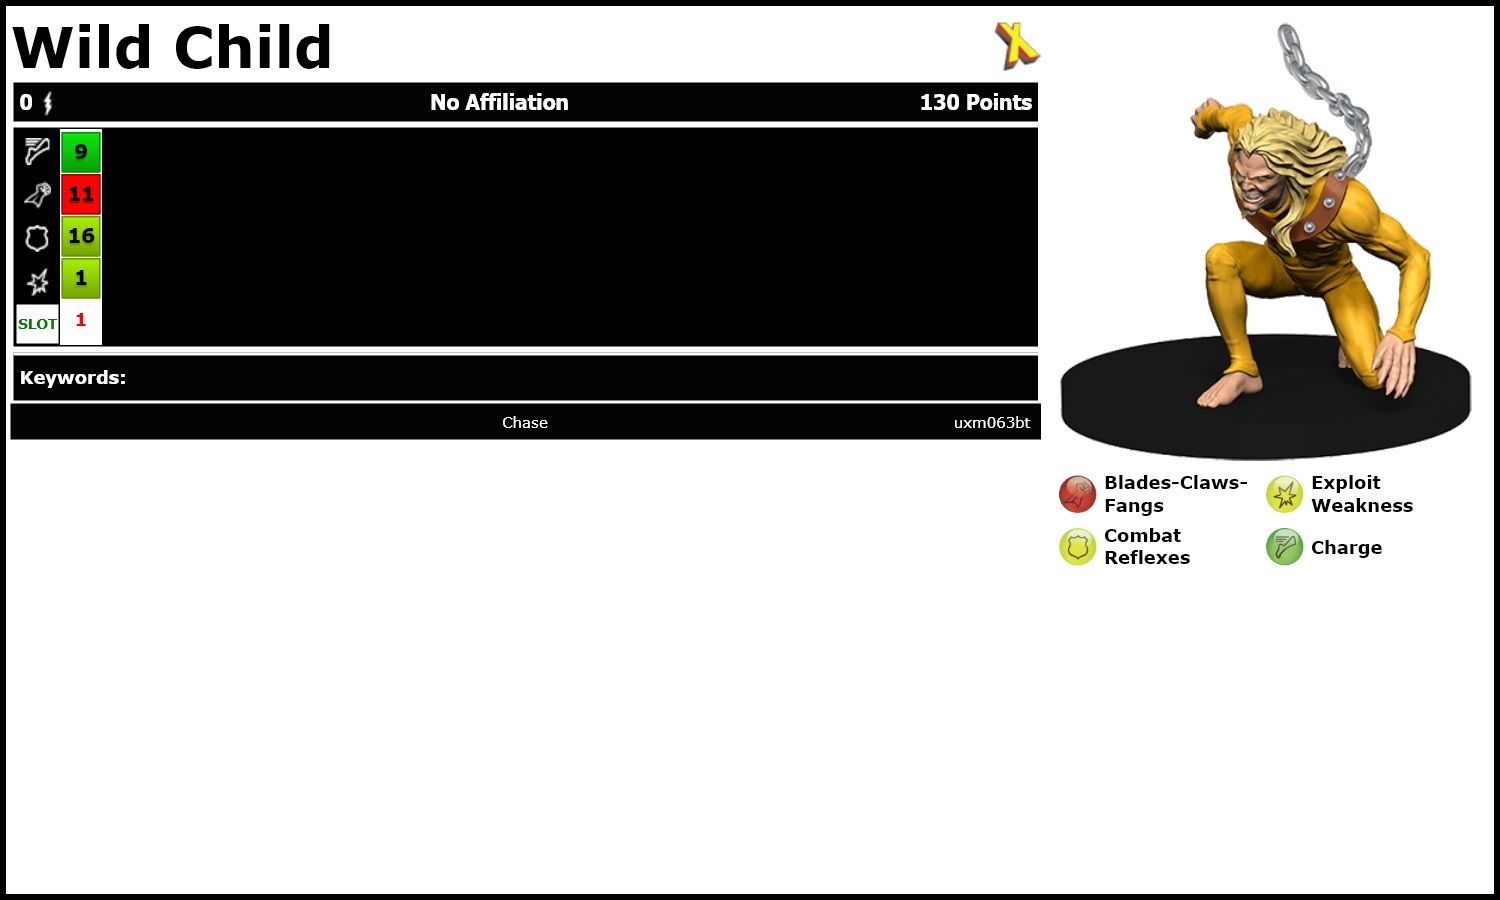 Wild Child
0 No Affiliation 130 Points
9
11
16
1
SLOT 1
Keywords:
Chase uxm063bt
Blades-Claws-
Fangs
Exploit
Weakness
Combat
Reflexes
Charge